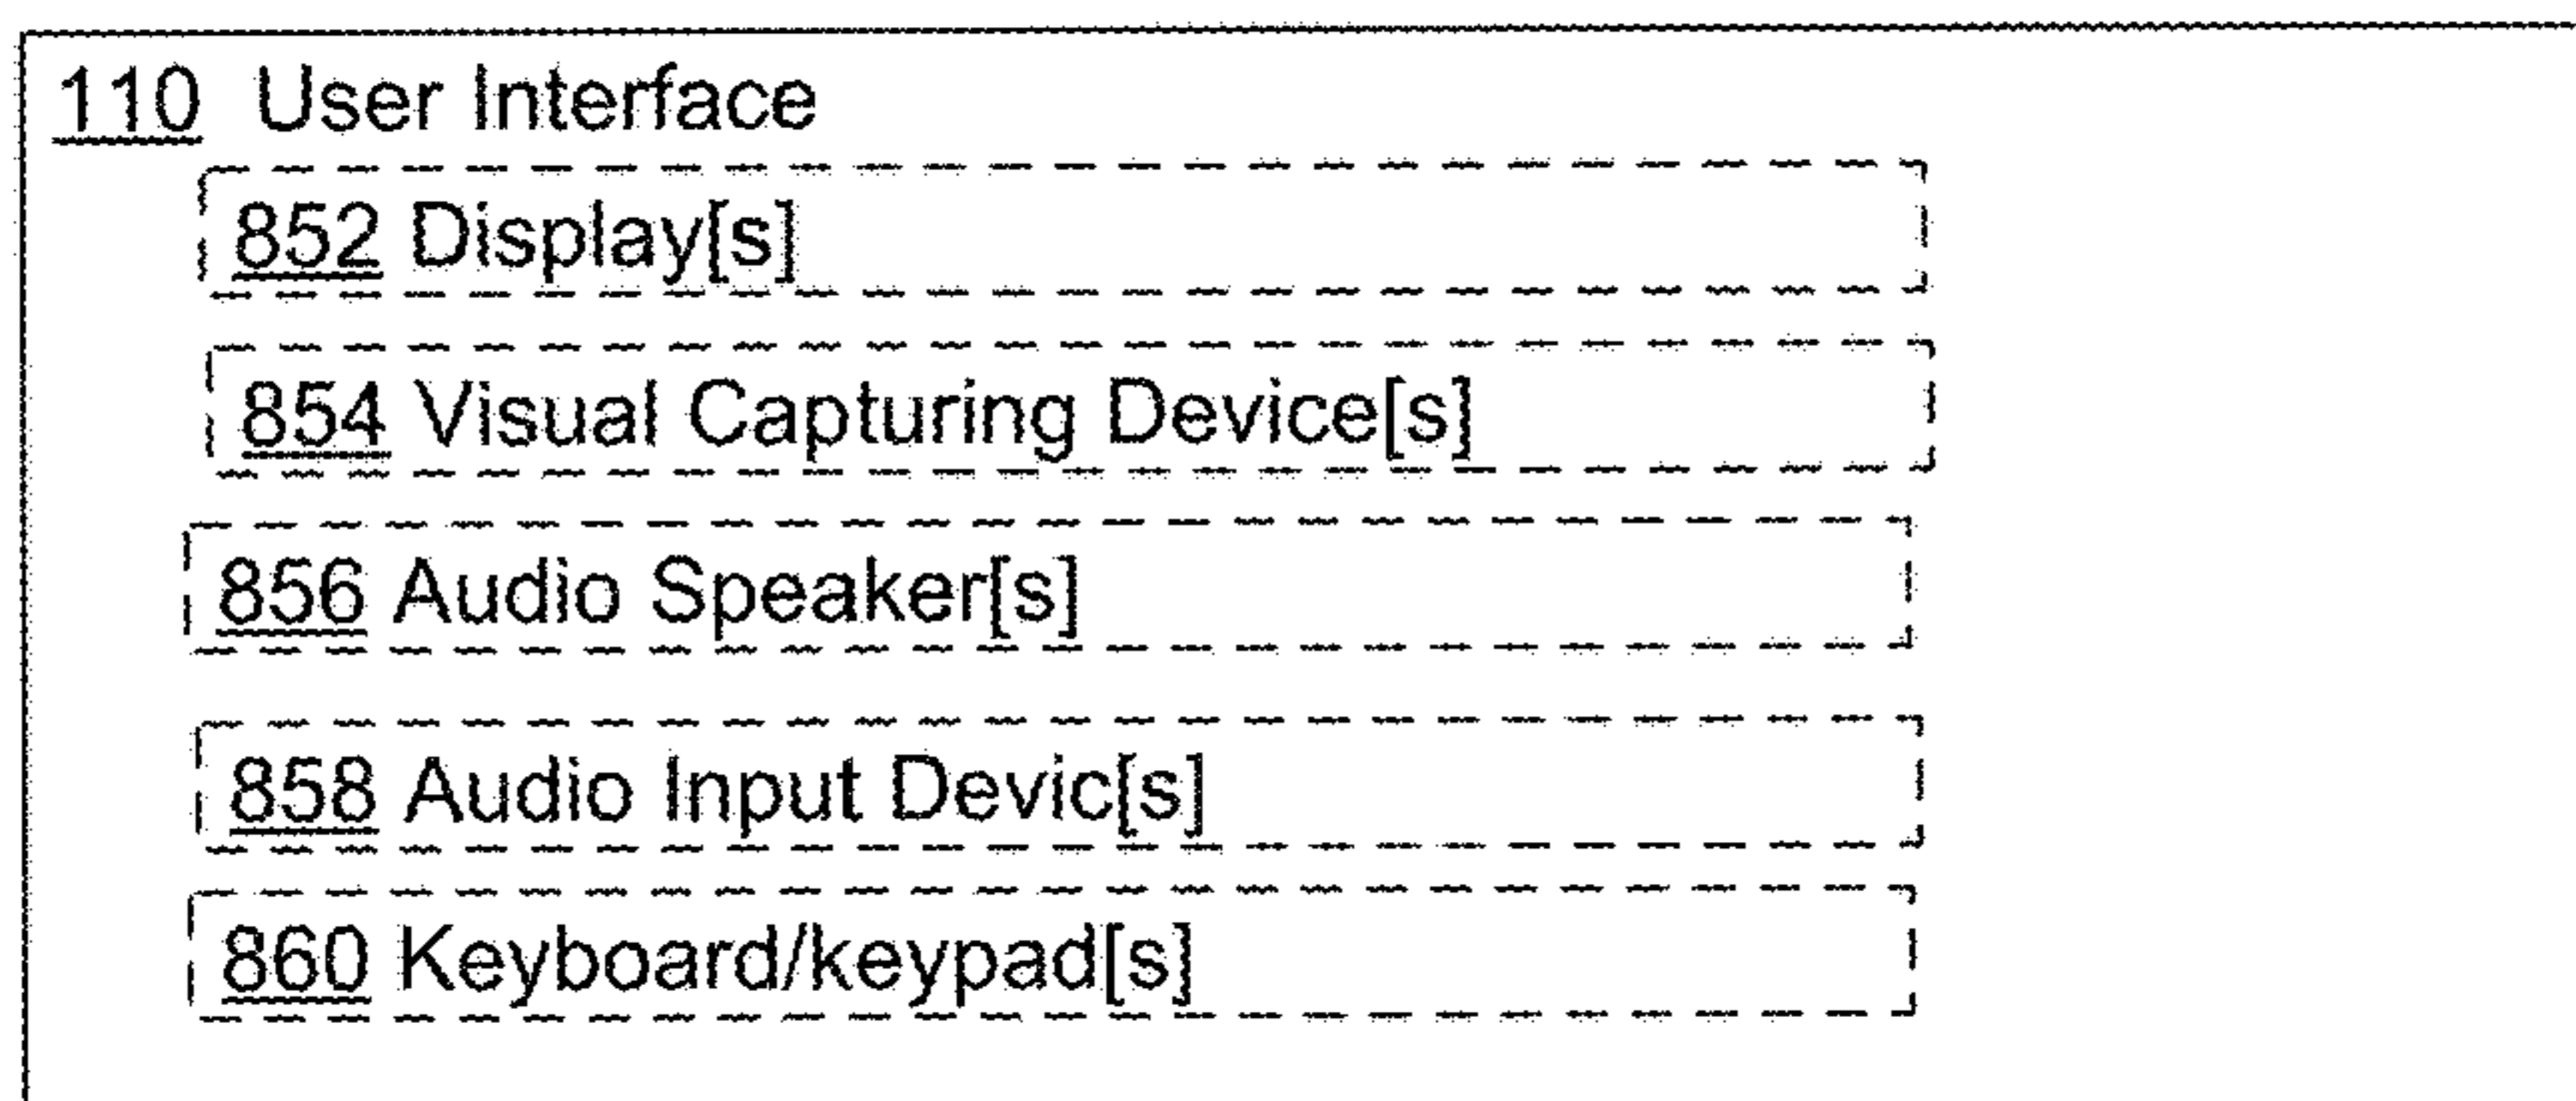 110 User Interface
852 Display[s]
854 Visual Capturing Device[s]
856 Audio Speaker[s]
858 Audio Input Devic[s]
860 Keyboard/keypad[s]